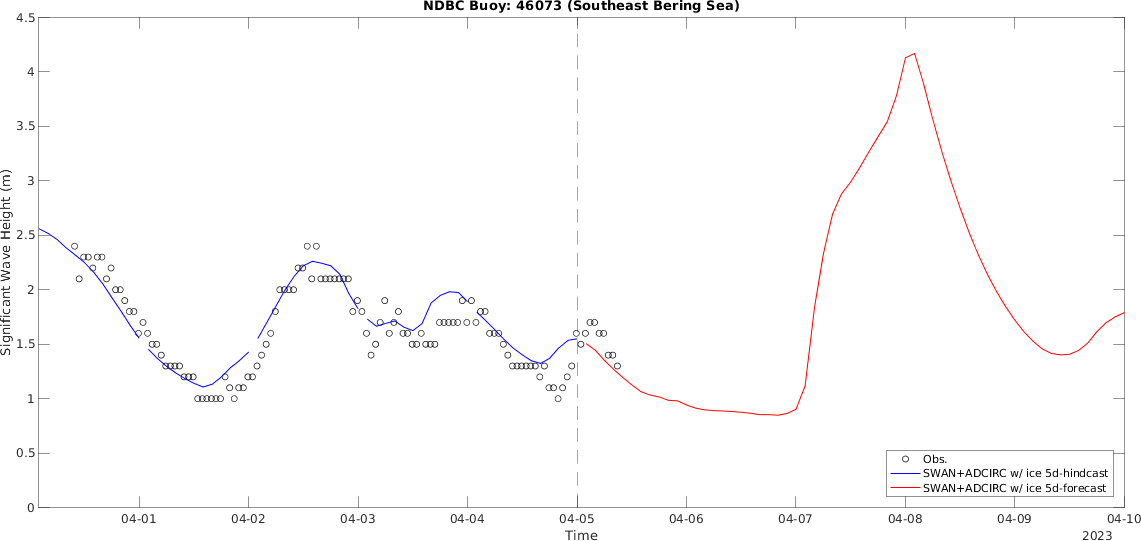 NDBC Buoy: 46073 (Southeast Bering Sea)
Significant Wave Height (m)
4.5
4
3.5
3
2.5
2
1.5
1
0.5
0
Obs.
SWAN+ADCIRC w/ ice 5d-hindcast
SWAN+ADCIRC w/ ice 5d-forecast
04-01 04-02 04-03 04-04 04-05 04-06 04-07 04-08 04-09 04-10
Time
2023